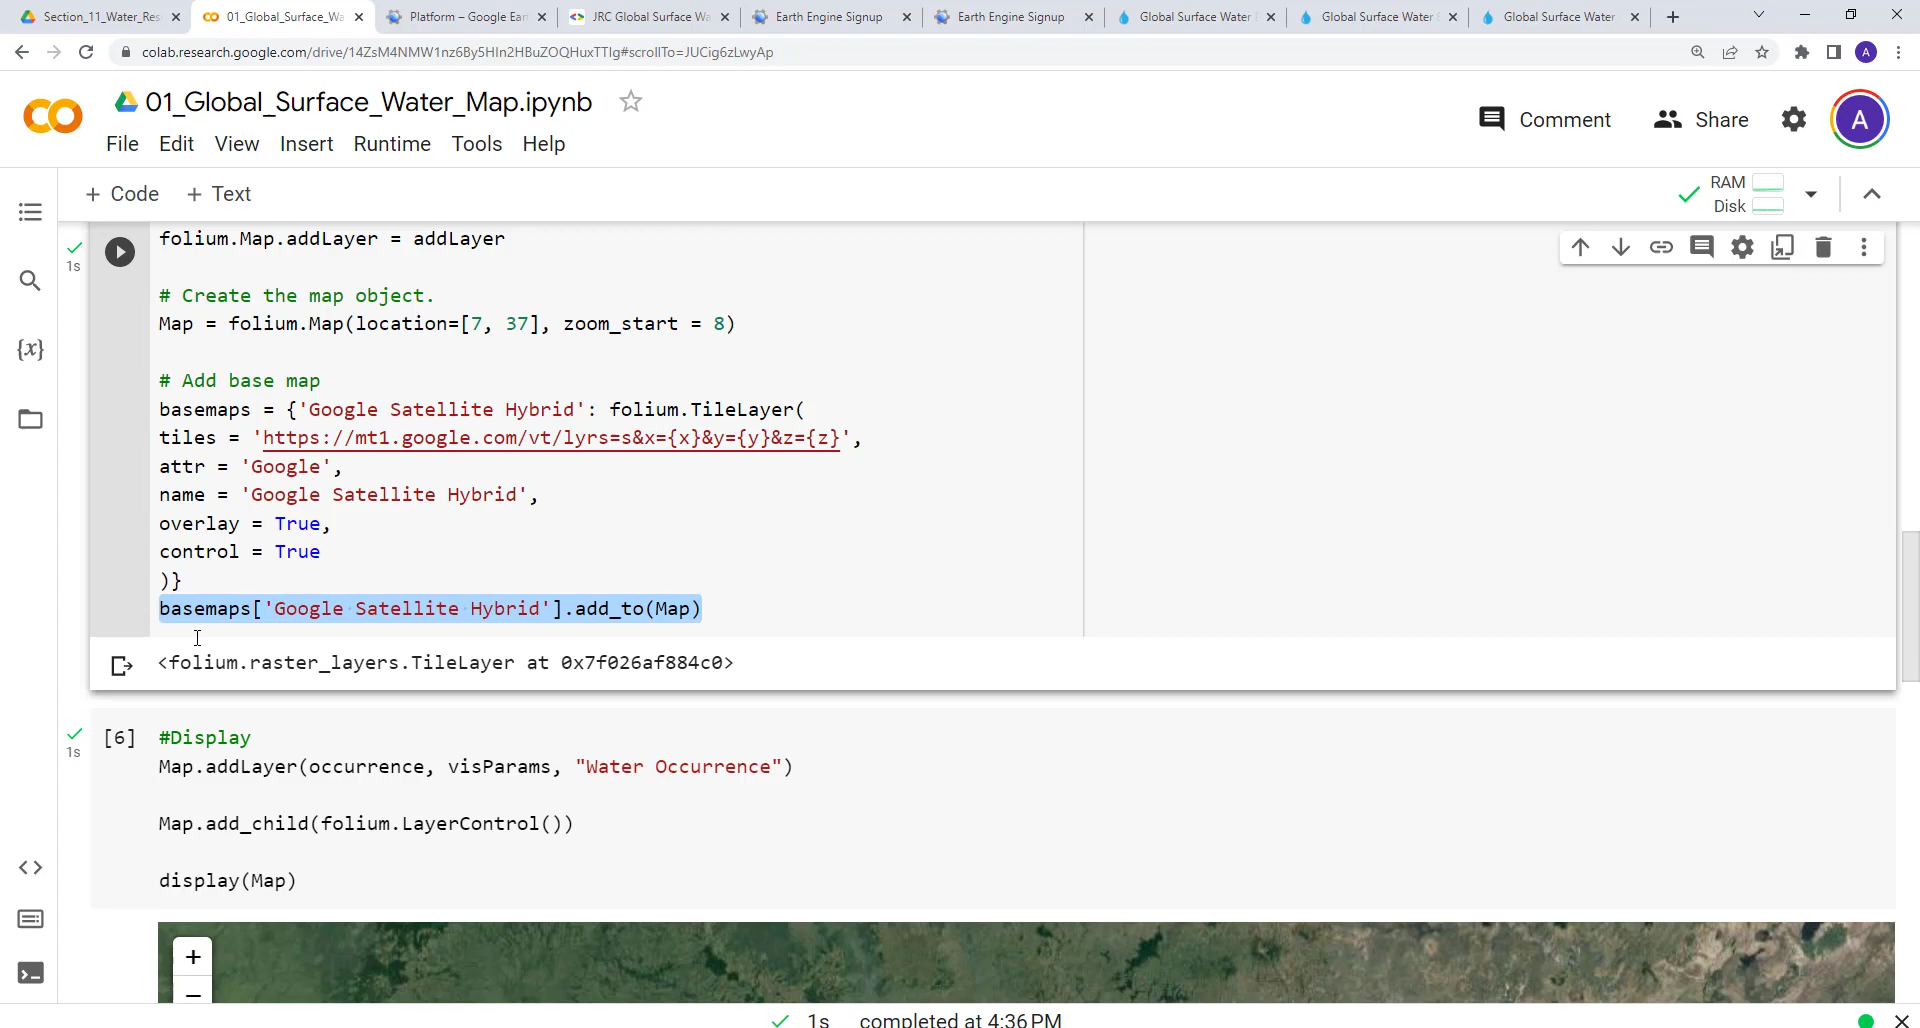 Section_11_Water_Res
01_Global_Surface_Wa
Platform – Google Ear
JRC Global Surface Wa
Earth Engine Signup
Earth Engine Signup
Global Surface Water
Global Surface Water
Global Surface Water
colab.research.google.com/drive/14ZsM4NMW1nz6By5HIn2HBuZOQHuxTTIg#scrollTo=JUCig6zLwyAp
A
01_Global_Surface_Water_Map.ipynb
Comment
Share
A
File Edit View Insert Runtime Tools Help
+ Code + Text
RAM
Disk
1s
folium.Map.addLayer = addLayer
# Create the map object.
Map = folium.Map(location=[7, 37], zoom_start = 8)
# Add base map
basemaps = {'Google Satellite Hybrid': folium.TileLayer(
tiles = 'https://mt1.google.com/vt/lyrs=s&x={x}&y={y}&z={z}',
attr = 'Google',
name = 'Google Satellite Hybrid',
overlay = True,
control = True
)}
basemaps['Google Satellite Hybrid'].add_to(Map)
<folium.raster_layers.TileLayer at 0x7f026af884c0>
1s
[6]
#Display
Map.addLayer(occurrence, visParams, "Water Occurrence")
Map.add_child(folium.LayerControl())
display(Map)
+
−
1s completed at 4:36 PM